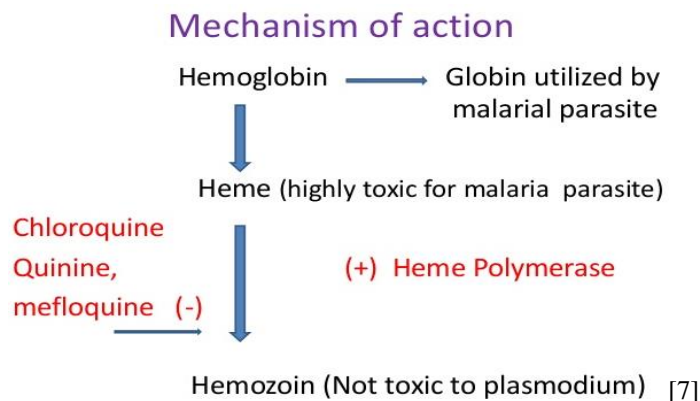 Mechanism of action
Hemoglobin Globin utilized by
malarial parasite
Heme (highly toxic for malaria parasite)
Chloroquine
Quinine, (+) Heme Polymerase
mefloquine (-)
Hemozoin (Not toxic to plasmodium) [7]